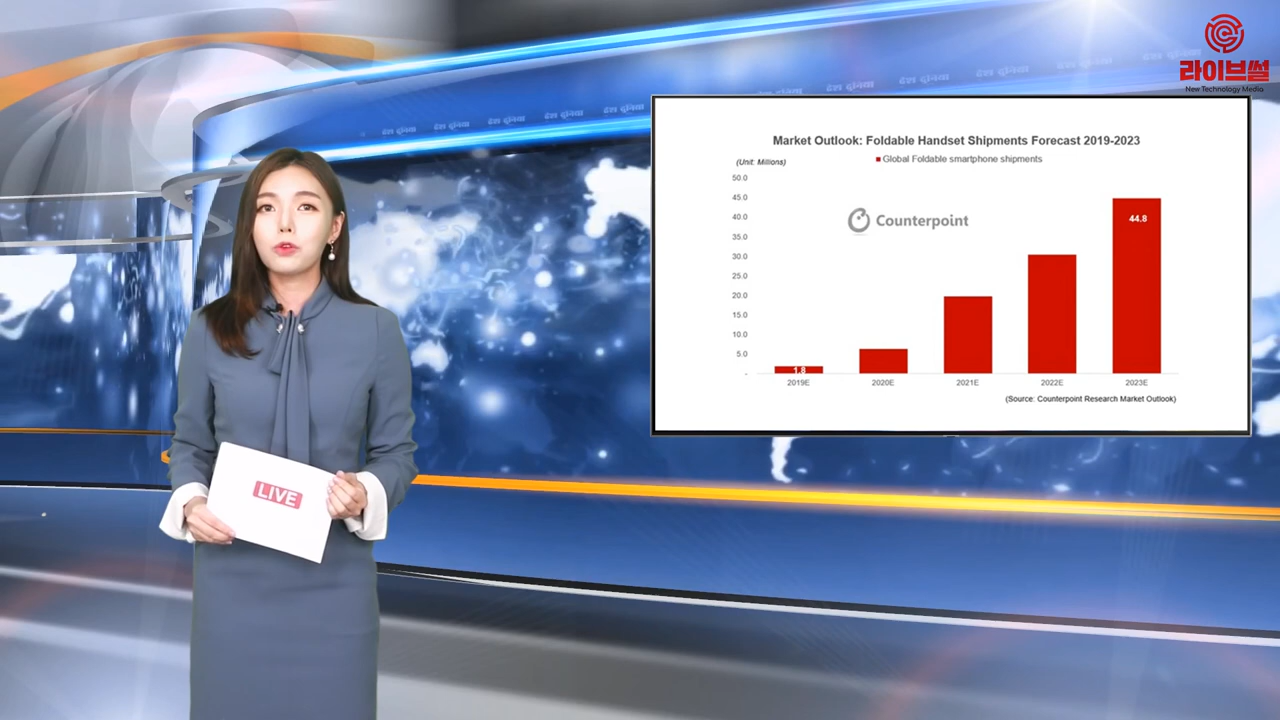 라이브썰
New Technology Media
देश दुनिया देश दुनिया देश दुनिया देश दुनिया देश दुनिया
Market Outlook: Foldable Handset Shipments Forecast 2019-2023
(Unit: Millions)
Global Foldable smartphone shipments
50.0
45.0
40.0
35.0
30.0
25.0
20.0
15.0
10.0
5.0
-
Counterpoint
1.8
44.8
2019E 2020E 2021E 2022E 2023E
(Source: Counterpoint Research Market Outlook)
LIVE